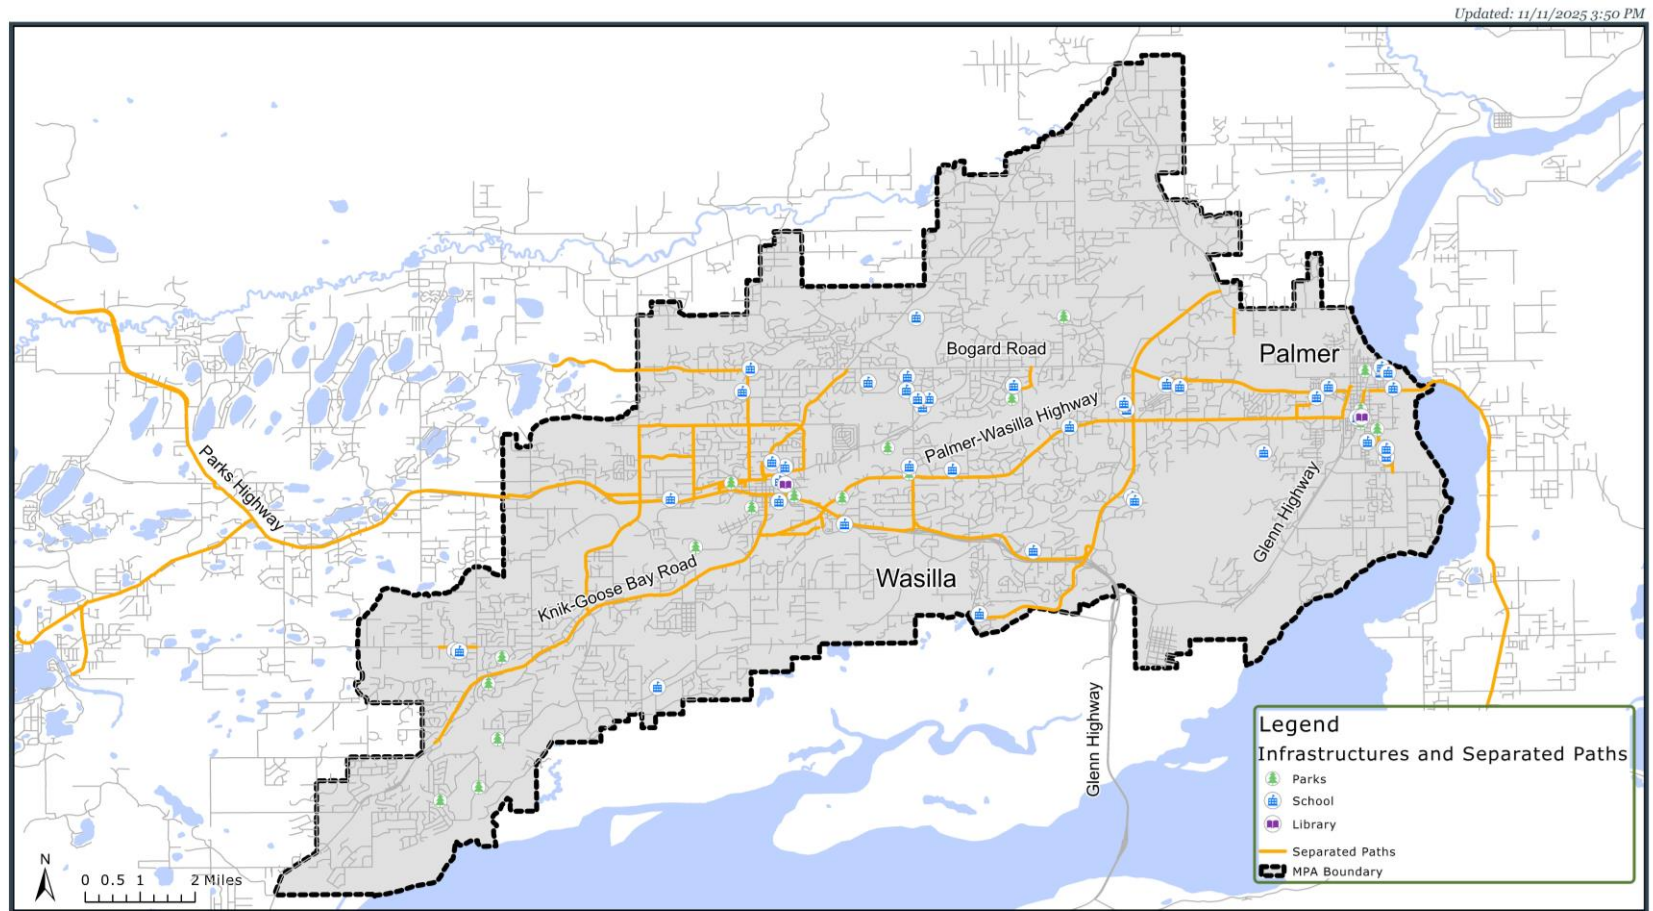 Updated: 11/11/2025 3:50 PM
Bogard Road
Palmer
Palmer-Wasilla Highway
Parks Highway
Glenn Highway
Wasilla
Knik-Goose Bay Road
Glenn Highway
Legend
Infrastructures and Separated Paths
Parks
School
Library
Separated Paths
MPA Boundary
N
0 0.5 1 2 Miles